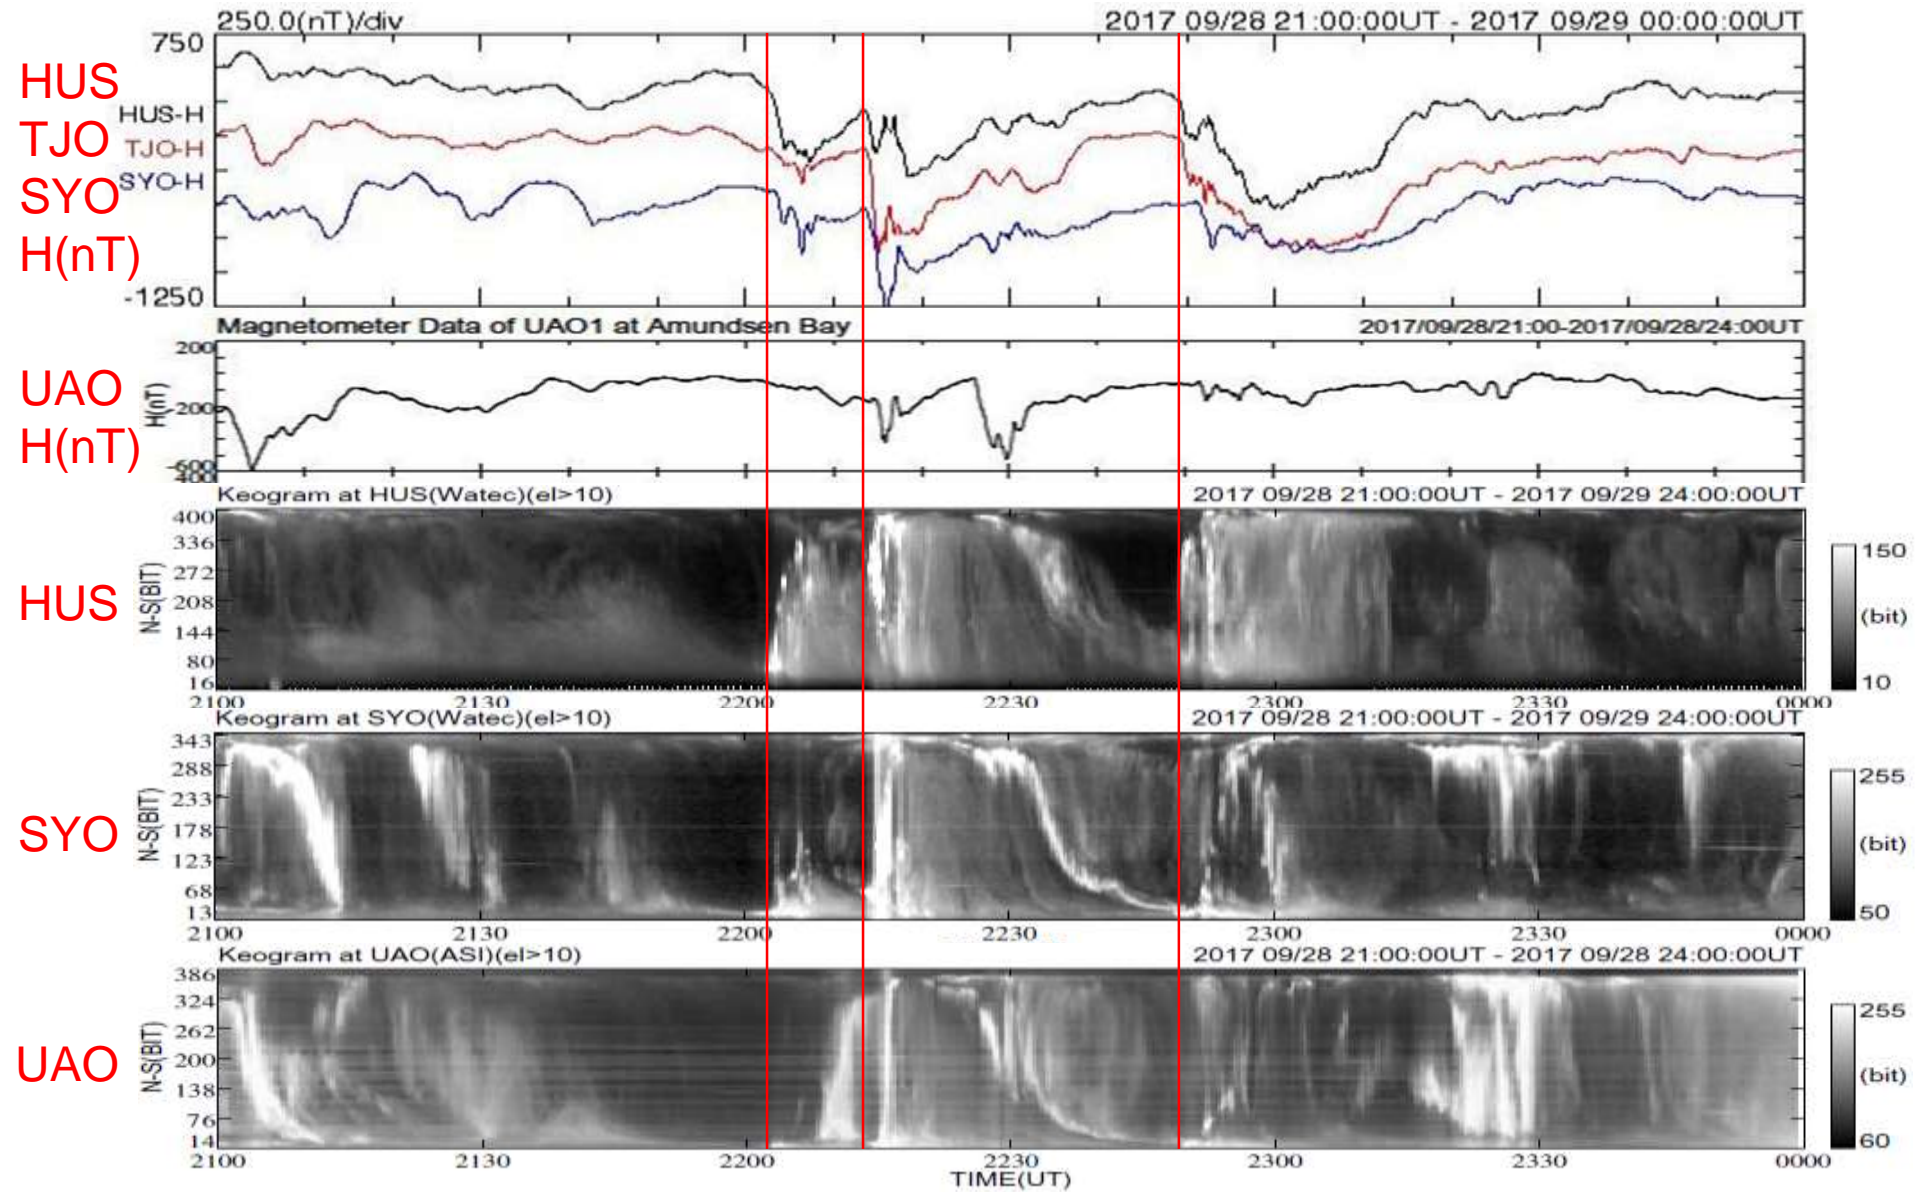 250.0(nT)/div 2017 09/28 21:00:00UT - 2017 09/29 00:00:00UT
750
HUS
HUS-H
TJO
TJO-H
SYO-H
SYO
H(nT)
-1250
Magnetometer Data of UAO1 at Amundsen Bay 2017/09/28/21:00-2017/09/28/24:00UT
200
UAO
H(nT)
-200
H(nT)
-600
400
Keogram at HUS(Watec)(el>10) 2017 09/28 21:00:00UT - 2017 09/29 24:00:00UT
400
336
272
HUS
N-S(BIT)
208
144
80
16
150
(bit)
10
2100 2130 2200 2230 2300 2330 0000
Keogram at SYO(Watec)(el>10) 2017 09/28 21:00:00UT - 2017 09/29 24:00:00UT
343
288
233
SYO
N-S(BIT)
178
123
68
13
255
(bit)
50
2100 2130 2200 2230 2300 2330 0000
Keogram at UAO(ASI)(el>10) 2017 09/28 21:00:00UT - 2017 09/28 24:00:00UT
386
324
262
UAO
N-S(BIT)
200
138
76
14
255
(bit)
60
2100 2130 2200 2230 2300 2330 0000
TIME(UT)